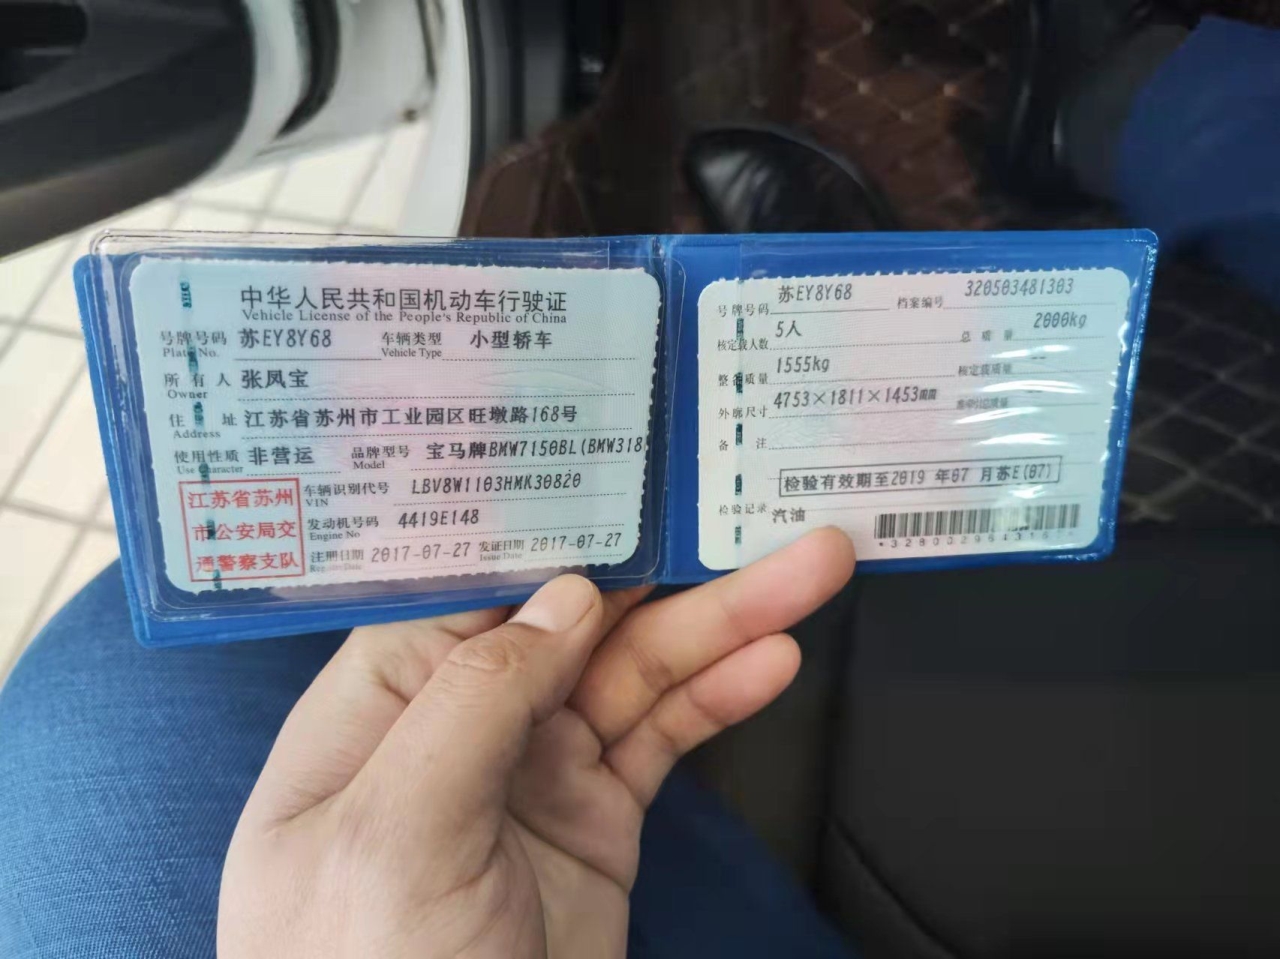 中华人民共和国机动车行驶证
Vehicle License of the People's Republic of China
号牌号码 苏EY8Y68 车辆类型 小型轿车
Plate No. Vehicle Type
所有人 张凤宝
Owner
住址 江苏省苏州市工业园区旺墩路168号
Address
使用性质 非营运 品牌型号 宝马牌BMW7150BL(BMW318
Use Character Model
江苏省苏州
市公安局交
通警察支队
车辆识别代号 LBV8W1103HMK30820
VIN
发动机号码 4419E148
Engine No
注册日期 2017-07-27 发证日期 2017-07-27
Issue Date
号牌号码 苏EY8Y68 档案编号 320503481303
核定载人数 5人 总质量 2000kg
整备质量 1555kg 核定载质量 --
外廓尺寸 4753×1811×1453mm
备注
检验有效期至2019年07月苏E(07)
检验记录 汽油